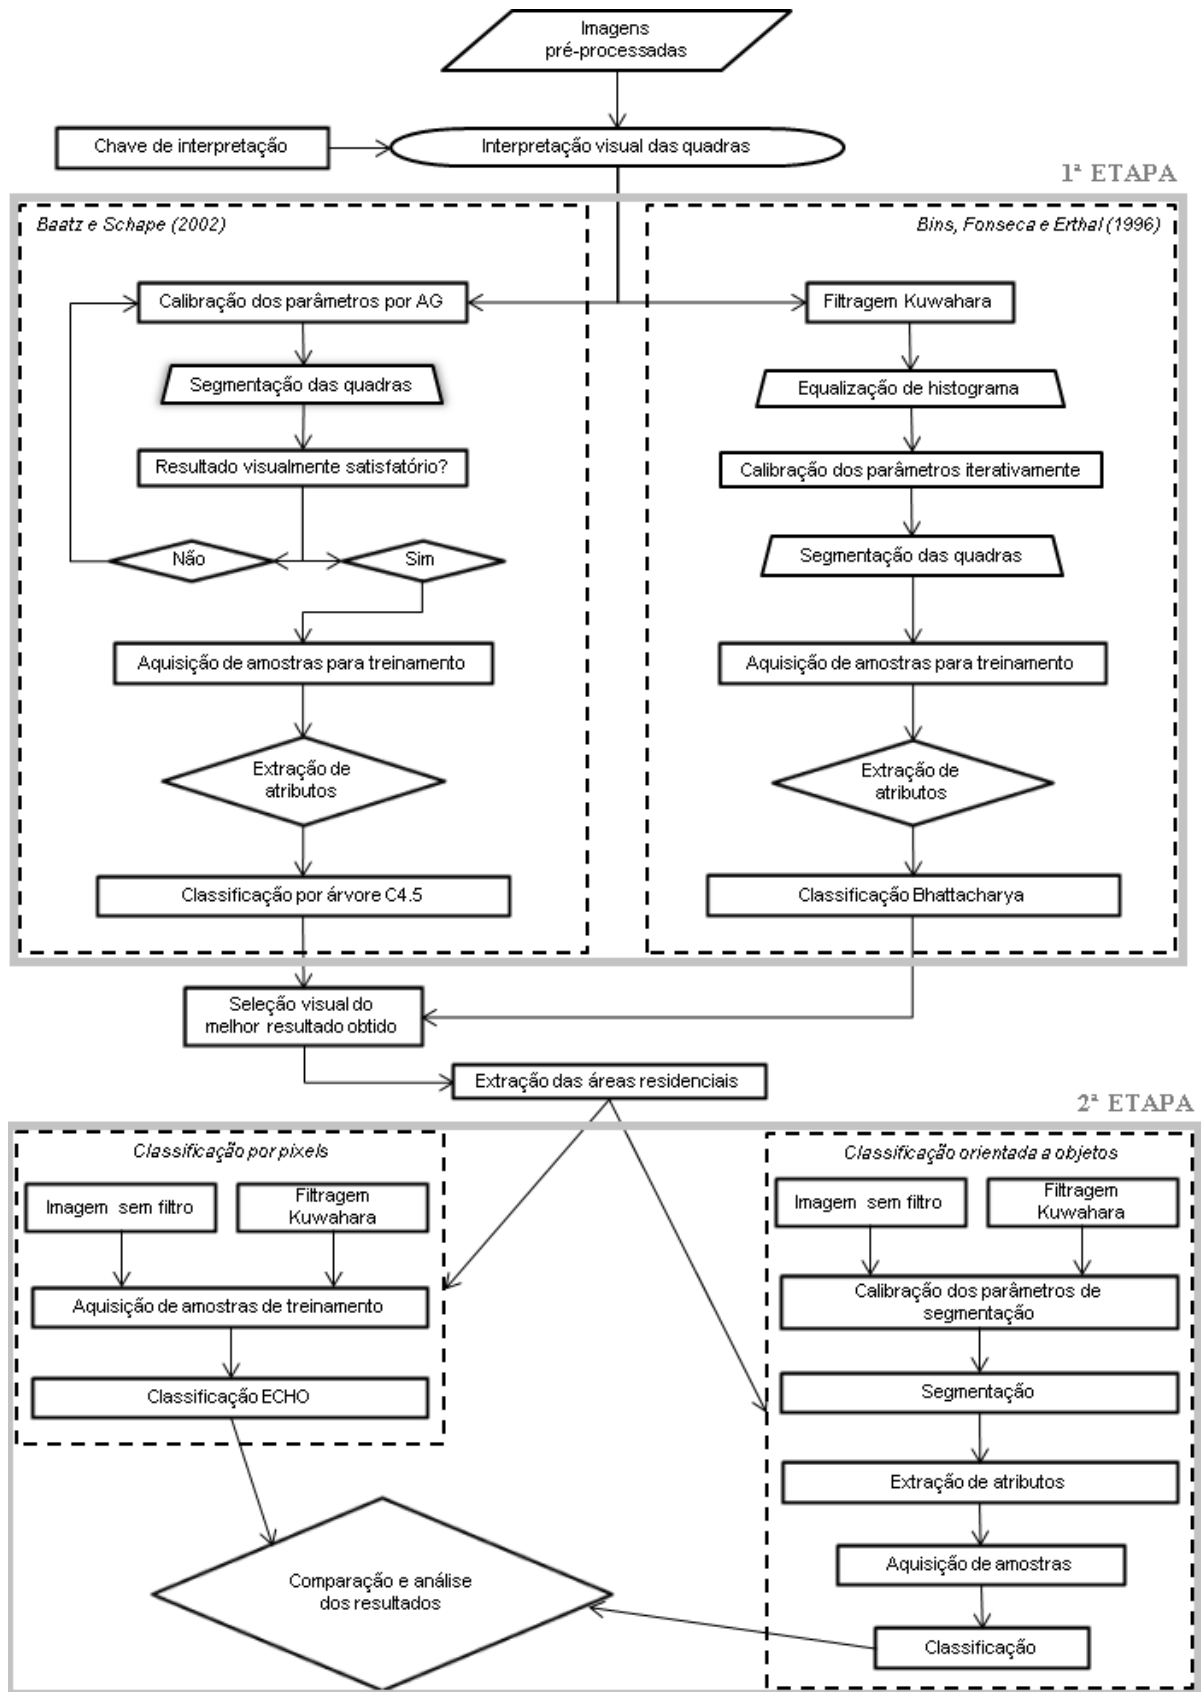 Imagens
pré-processadas
Chave de interpretação
Interpretação visual das quadras
1ª ETAPA
Baatz e Schape (2002)
Calibração dos parâmetros por AG
Segmentação das quadras
Resultado visualmente satisfatório?
Não
Sim
Aquisição de amostras para treinamento
Extração de
atributos
Classificação por árvore C4.5
Bins, Fonseca e Erthal (1996)
Filtragem Kuwahara
Equalização de histograma
Calibração dos parâmetros iterativamente
Segmentação das quadras
Aquisição de amostras para treinamento
Extração de
atributos
Classificação Bhattacharya
Seleção visual do
melhor resultado obtido
Extração das áreas residenciais
2ª ETAPA
Classificação por pixels
Imagem sem filtro
Filtragem
Kuwahara
Aquisição de amostras de treinamento
Classificação ECHO
Classificação orientada a objetos
Imagem sem filtro
Filtragem
Kuwahara
Calibração dos parâmetros de
segmentação
Segmentação
Extração de atributos
Aquisição de amostras
Classificação
Comparação e análise
dos resultados